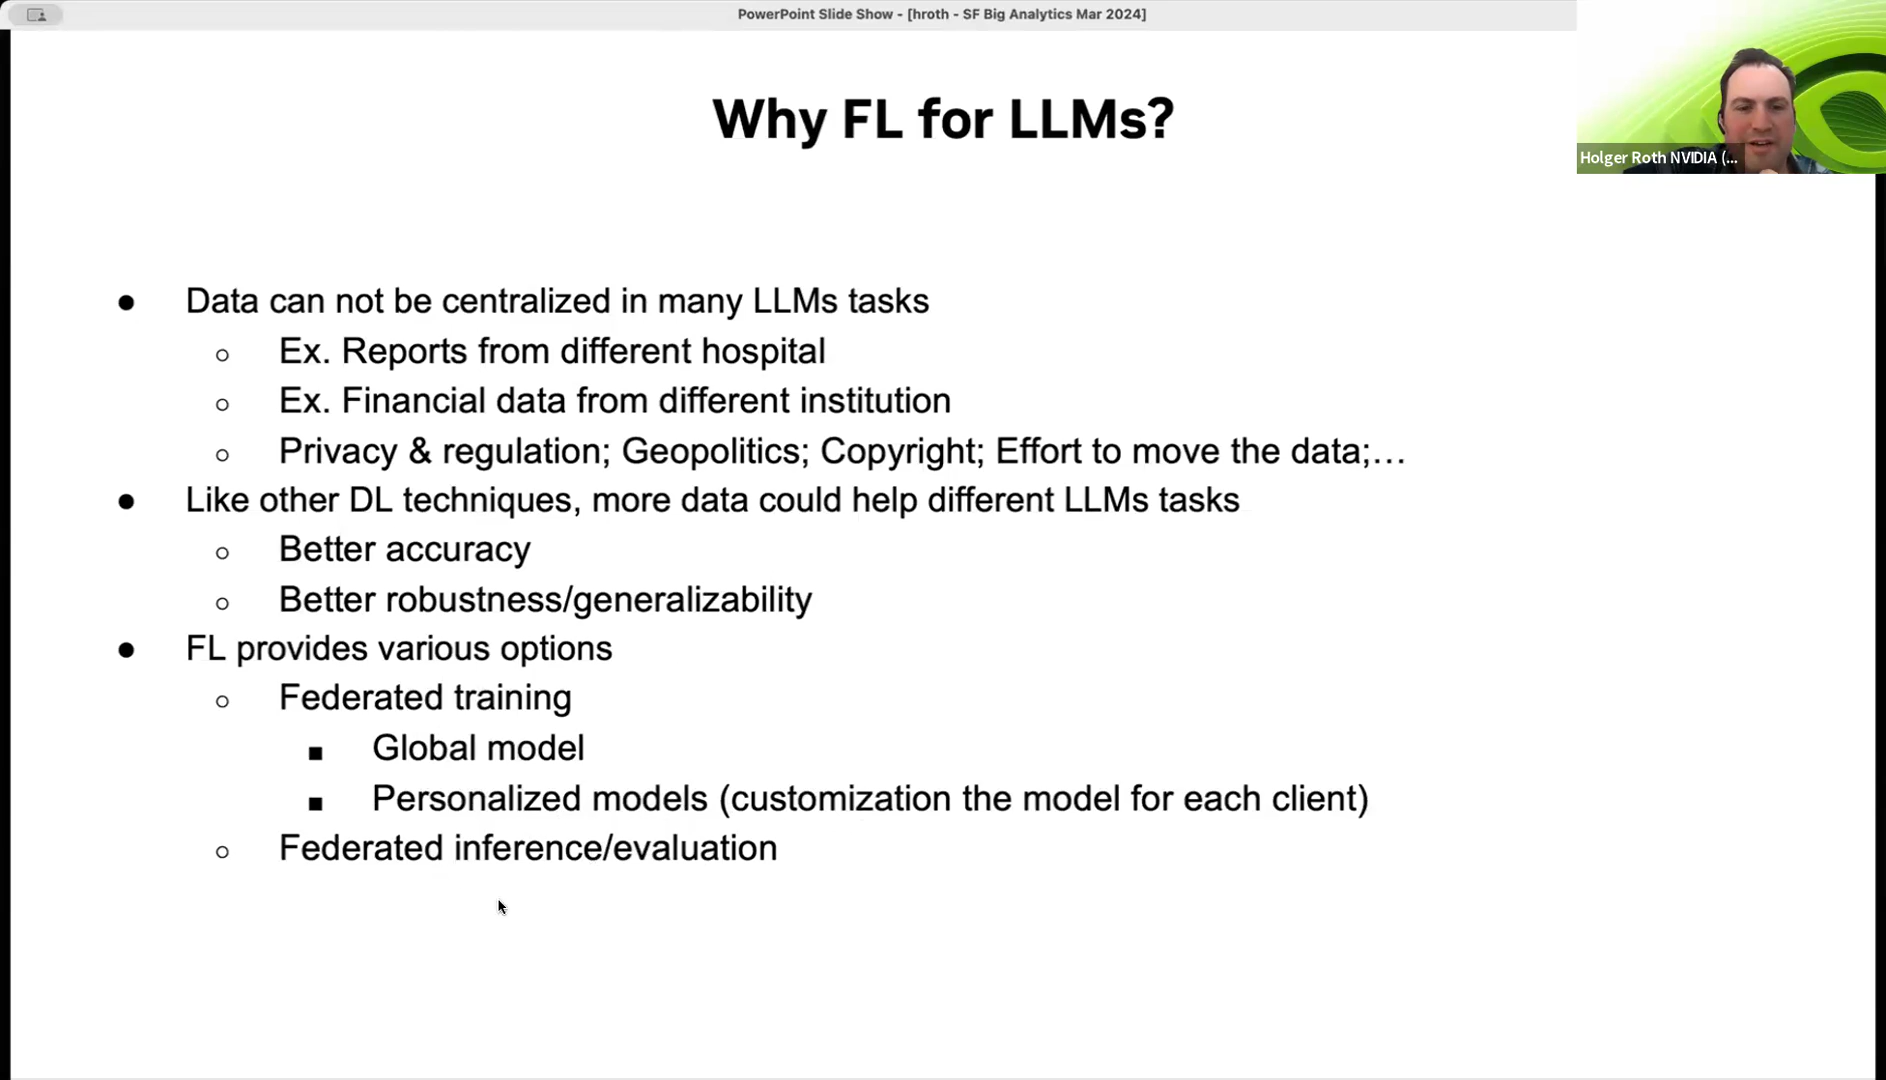 PowerPoint Slide Show - [hroth - SF Big Analytics Mar 2024]
Why FL for LLMs?
Holger Roth NVIDIA (...
● Data can not be centralized in many LLMs tasks
○ Ex. Reports from different hospital
○ Ex. Financial data from different institution
○ Privacy & regulation; Geopolitics; Copyright; Effort to move the data;…
● Like other DL techniques, more data could help different LLMs tasks
○ Better accuracy
○ Better robustness/generalizability
● FL provides various options
○ Federated training
■ Global model
■ Personalized models (customization the model for each client)
○ Federated inference/evaluation